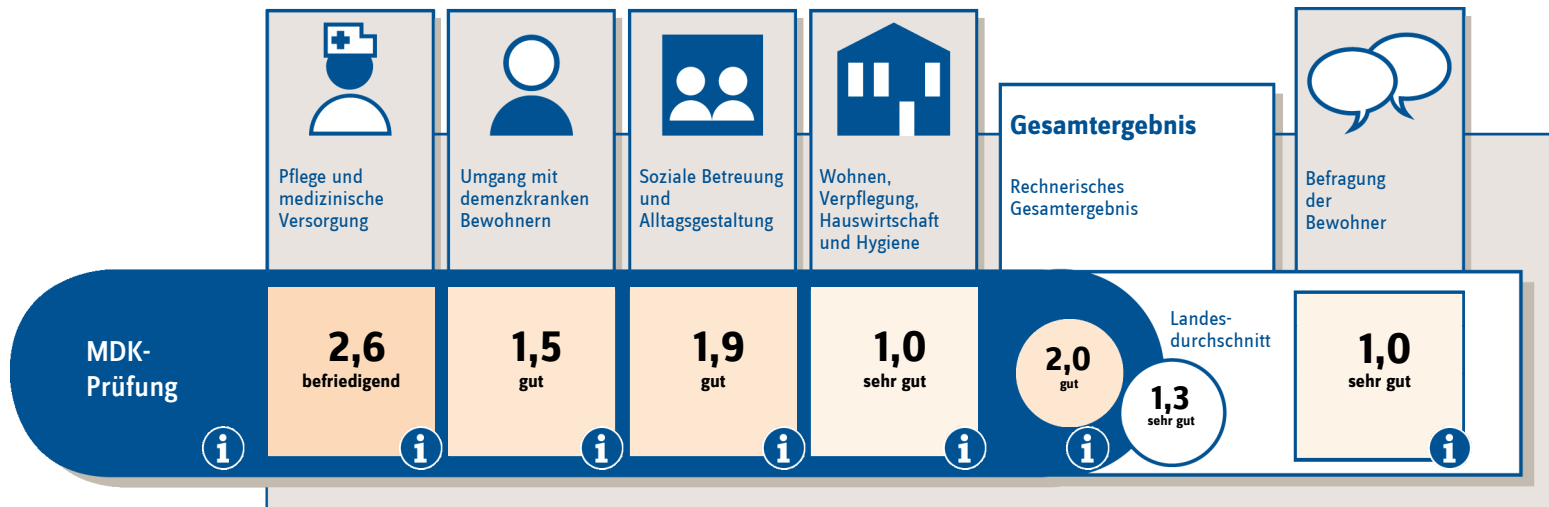 Pflege und
medizinische
Versorgung
Umgang mit
demenzkranken
Bewohnern
Soziale Betreuung
und
Alltagsgestaltung
Wohnen,
Verpflegung,
Hauswirtschaft
und Hygiene
Gesamtergebnis
Rechnerisches
Gesamtergebnis
Befragung
der
Bewohner
MDK-
Prüfung
i
2,6
befriedigend
i
1,5
gut
i
1,9
gut
i
1,0
sehr gut
i
2,0
gut
i
Landes-
durchschnitt
1,3
sehr gut
1,0
sehr gut
i